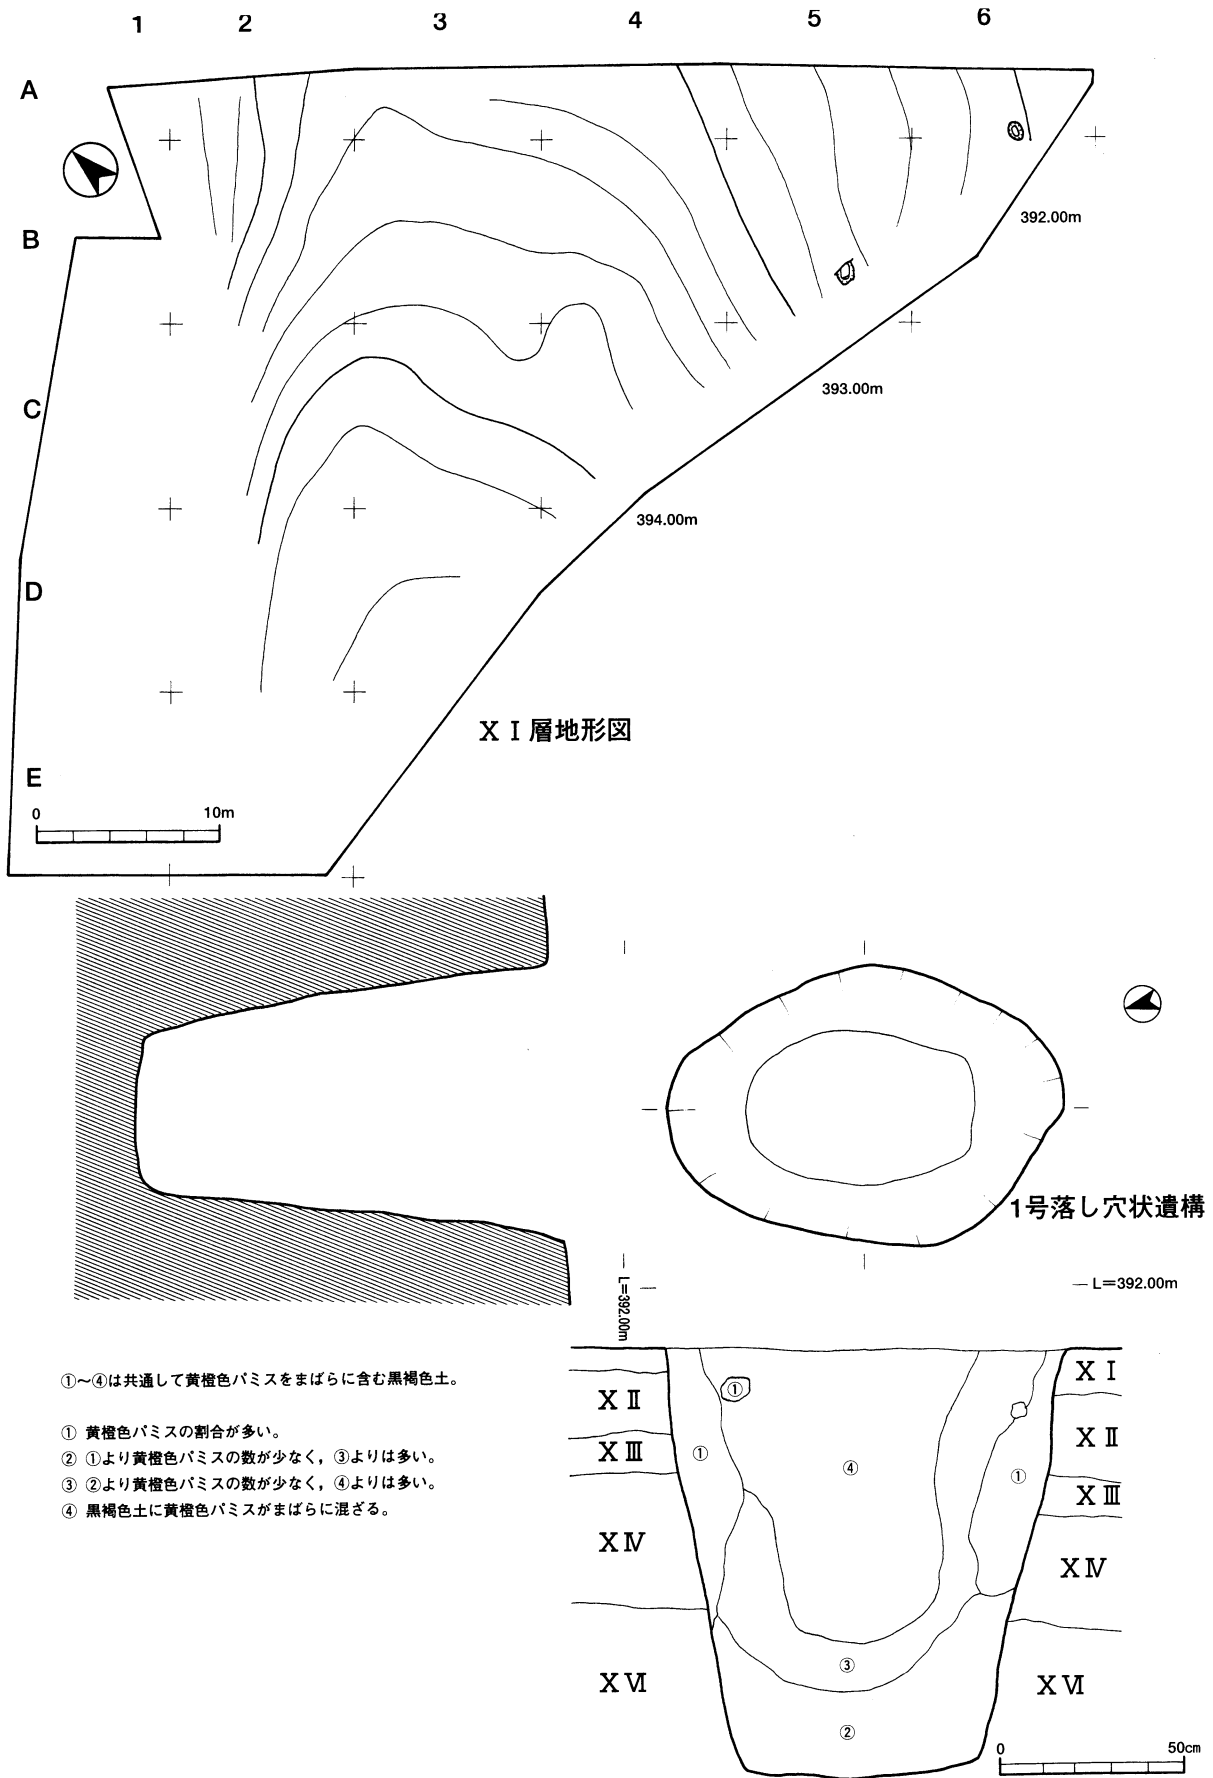 1 2 3 4 5 6
A
B
392.00m
C
393.00m
394.00m
D
ⅩⅠ層地形図
E
0 10m
1号落し穴状遺構
L=392.00m
L=392.00m
①～④は共通して黄橙色パミスをまばらに含む黒褐色土。
① 黄橙色パミスの割合が多い。
② ①より黄橙色パミスの数が少なく，③よりは多い。
③ ②より黄橙色パミスの数が少なく，④よりは多い。
④ 黒褐色土に黄橙色パミスがまばらに混ざる。
ⅩⅠ
①
ⅩⅡ
ⅩⅡ
ⅩⅢ
①
④
①
ⅩⅢ
ⅩⅣ
ⅩⅣ
③
ⅩⅥ
ⅩⅥ
②
0 50cm